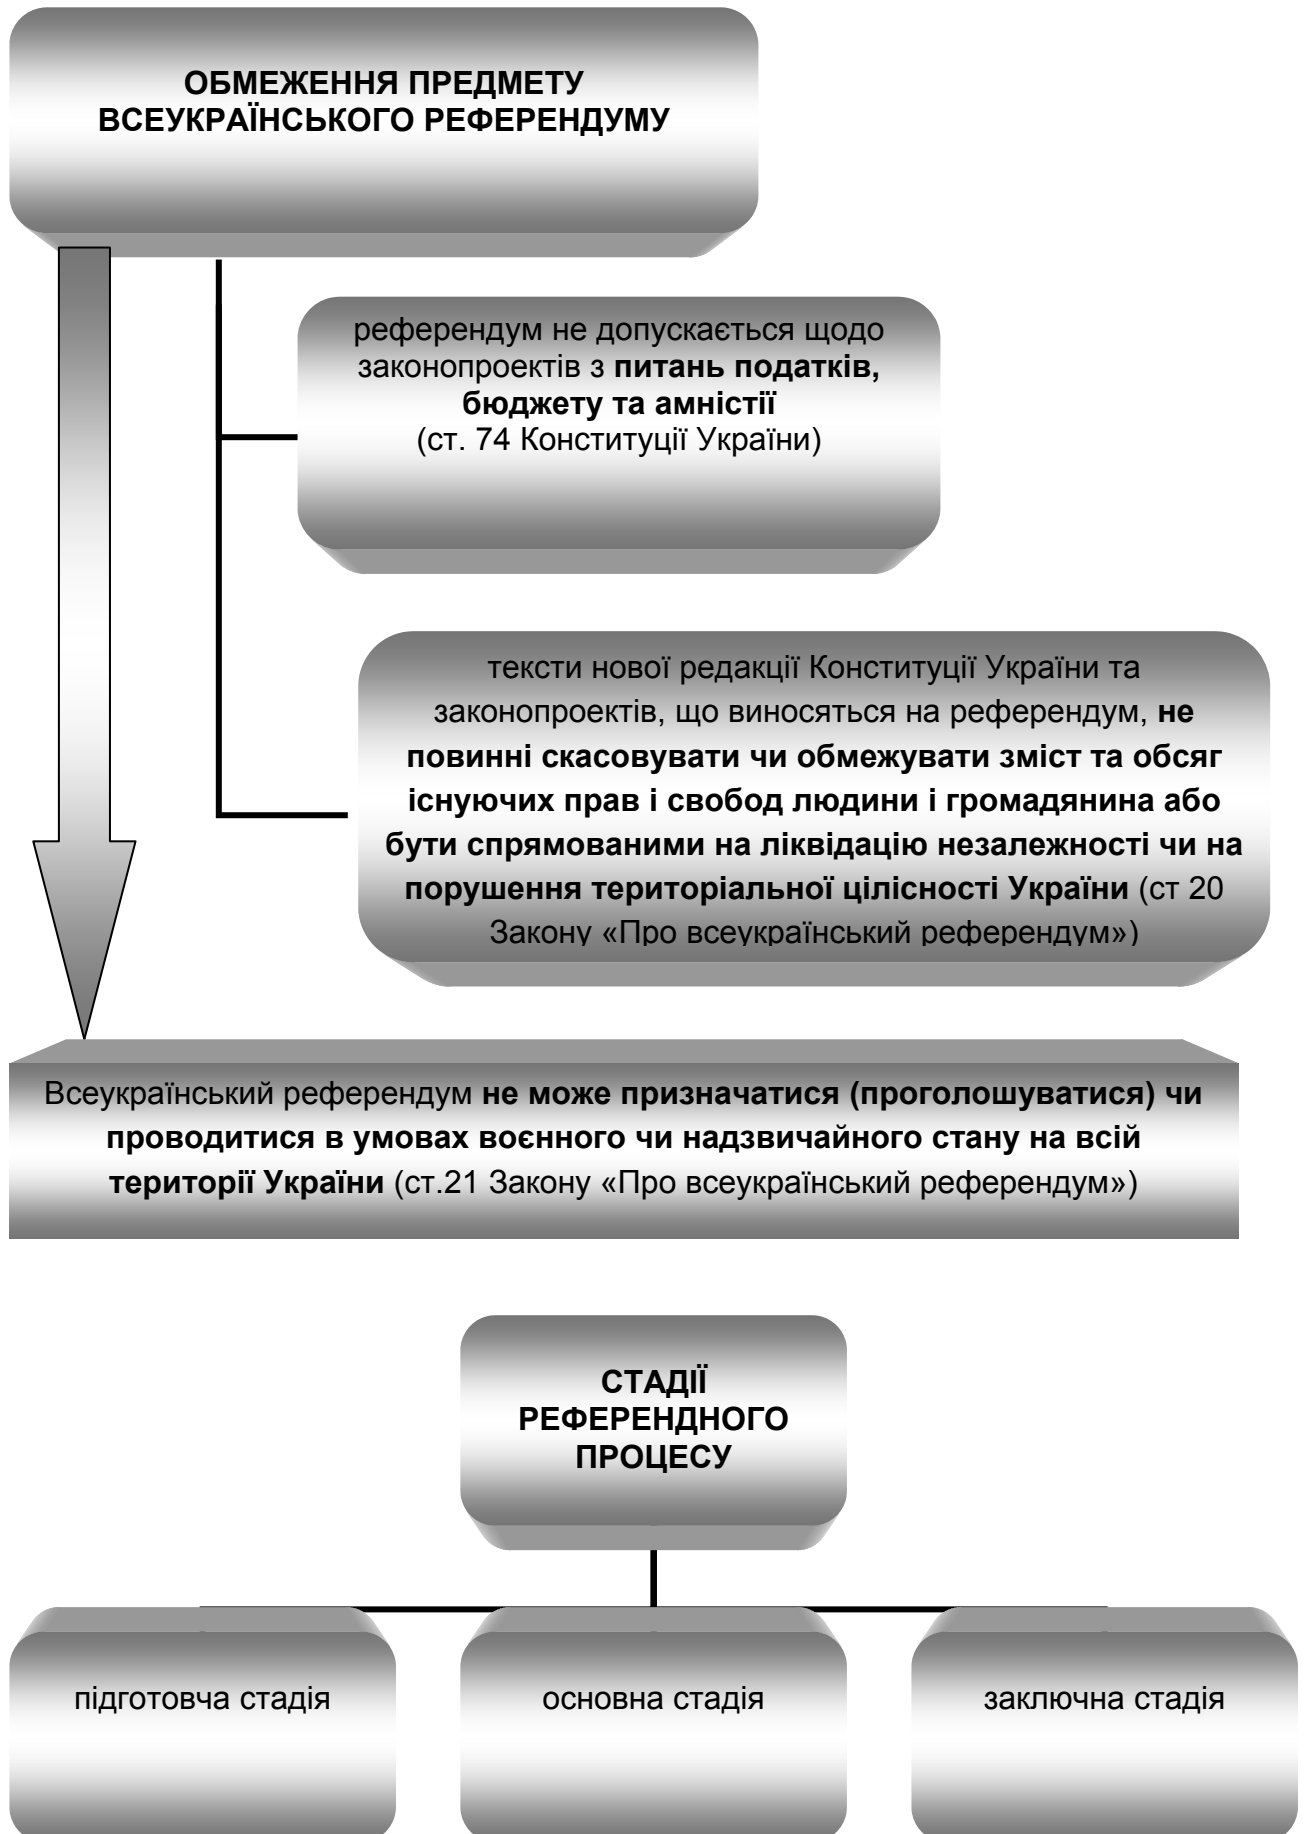 ОБМЕЖЕННЯ ПРЕДМЕТУ
ВСЕУКРАЇНСЬКОГО РЕФЕРЕНДУМУ
референдум не допускається щодо
законопроектів з питань податків,
бюджету та амністії
(ст. 74 Конституції України)
тексти нової редакції Конституції України та
законопроектів, що виносяться на референдум, не
повинні скасовувати чи обмежувати зміст та обсяг
існуючих прав і свобод людини і громадянина або
бути спрямованими на ліквідацію незалежності чи на
порушення територіальної цілісності України (ст 20
Закону «Про всеукраїнський референдум»)
Всеукраїнський референдум не може призначатися (проголошуватися) чи
проводитися в умовах воєнного чи надзвичайного стану на всій
території України (ст.21 Закону «Про всеукраїнський референдум»)
СТАДІЇ
РЕФЕРЕНДНОГО
ПРОЦЕСУ
підготовча стадія
основна стадія
заключна стадія